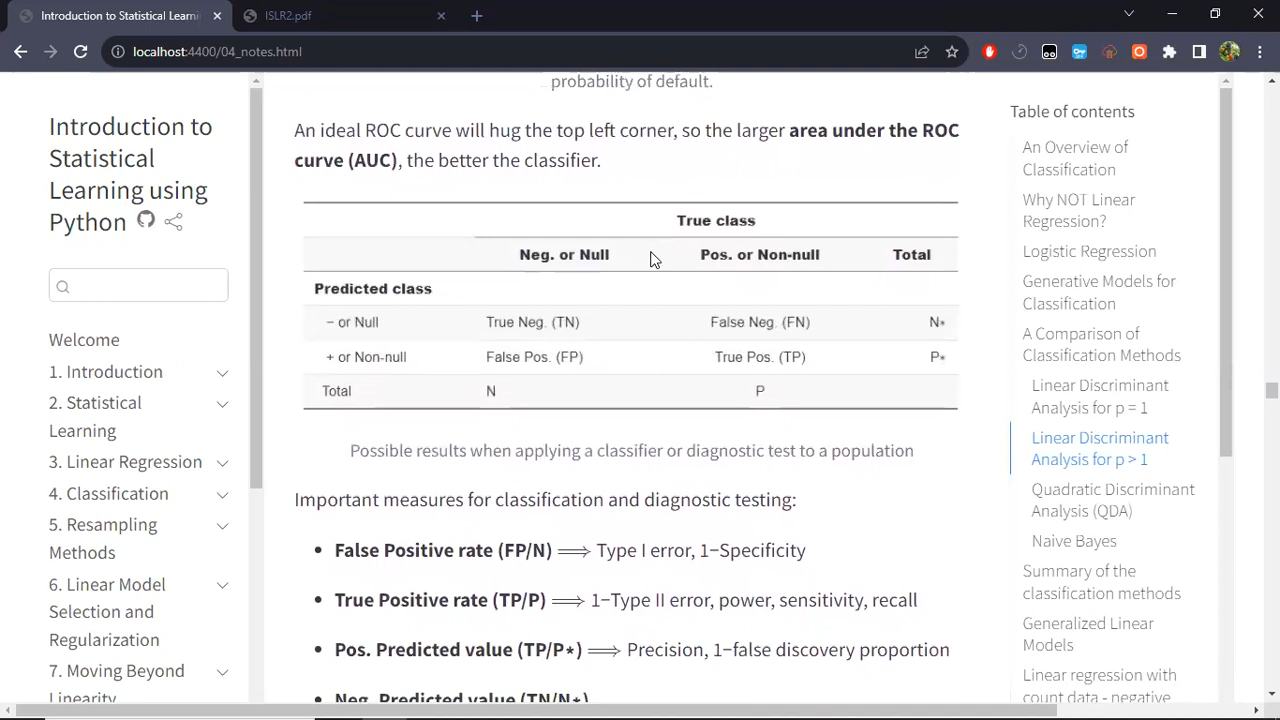 Introduction to Statistical Learni
ISLR2.pdf
localhost:4400/04_notes.html
Introduction to
Statistical
Learning using
Python
Welcome
1. Introduction
2. Statistical
Learning
3. Linear Regression
4. Classification
5. Resampling
Methods
6. Linear Model
Selection and
Regularization
7. Moving Beyond
Linearity
probability of default.
An ideal ROC curve will hug the top left corner, so the larger area under the ROC
curve (AUC), the better the classifier.
True class
Neg. or Null Pos. or Non-null Total
Predicted class
− or Null True Neg. (TN) False Neg. (FN) N*
+ or Non-null False Pos. (FP) True Pos. (TP) P*
Total N P
Possible results when applying a classifier or diagnostic test to a population
Important measures for classification and diagnostic testing:
• False Positive rate (FP/N) ⟹ Type I error, 1−Specificity
• True Positive rate (TP/P) ⟹ 1−Type II error, power, sensitivity, recall
• Pos. Predicted value (TP/P*) ⟹ Precision, 1−false discovery proportion
• Neg. Predicted value (TN/N*)
Table of contents
An Overview of
Classification
Why NOT Linear
Regression?
Logistic Regression
Generative Models for
Classification
A Comparison of
Classification Methods
Linear Discriminant
Analysis for p = 1
Linear Discriminant
Analysis for p > 1
Quadratic Discriminant
Analysis (QDA)
Naive Bayes
Summary of the
classification methods
Generalized Linear
Models
Linear regression with
count data - negative